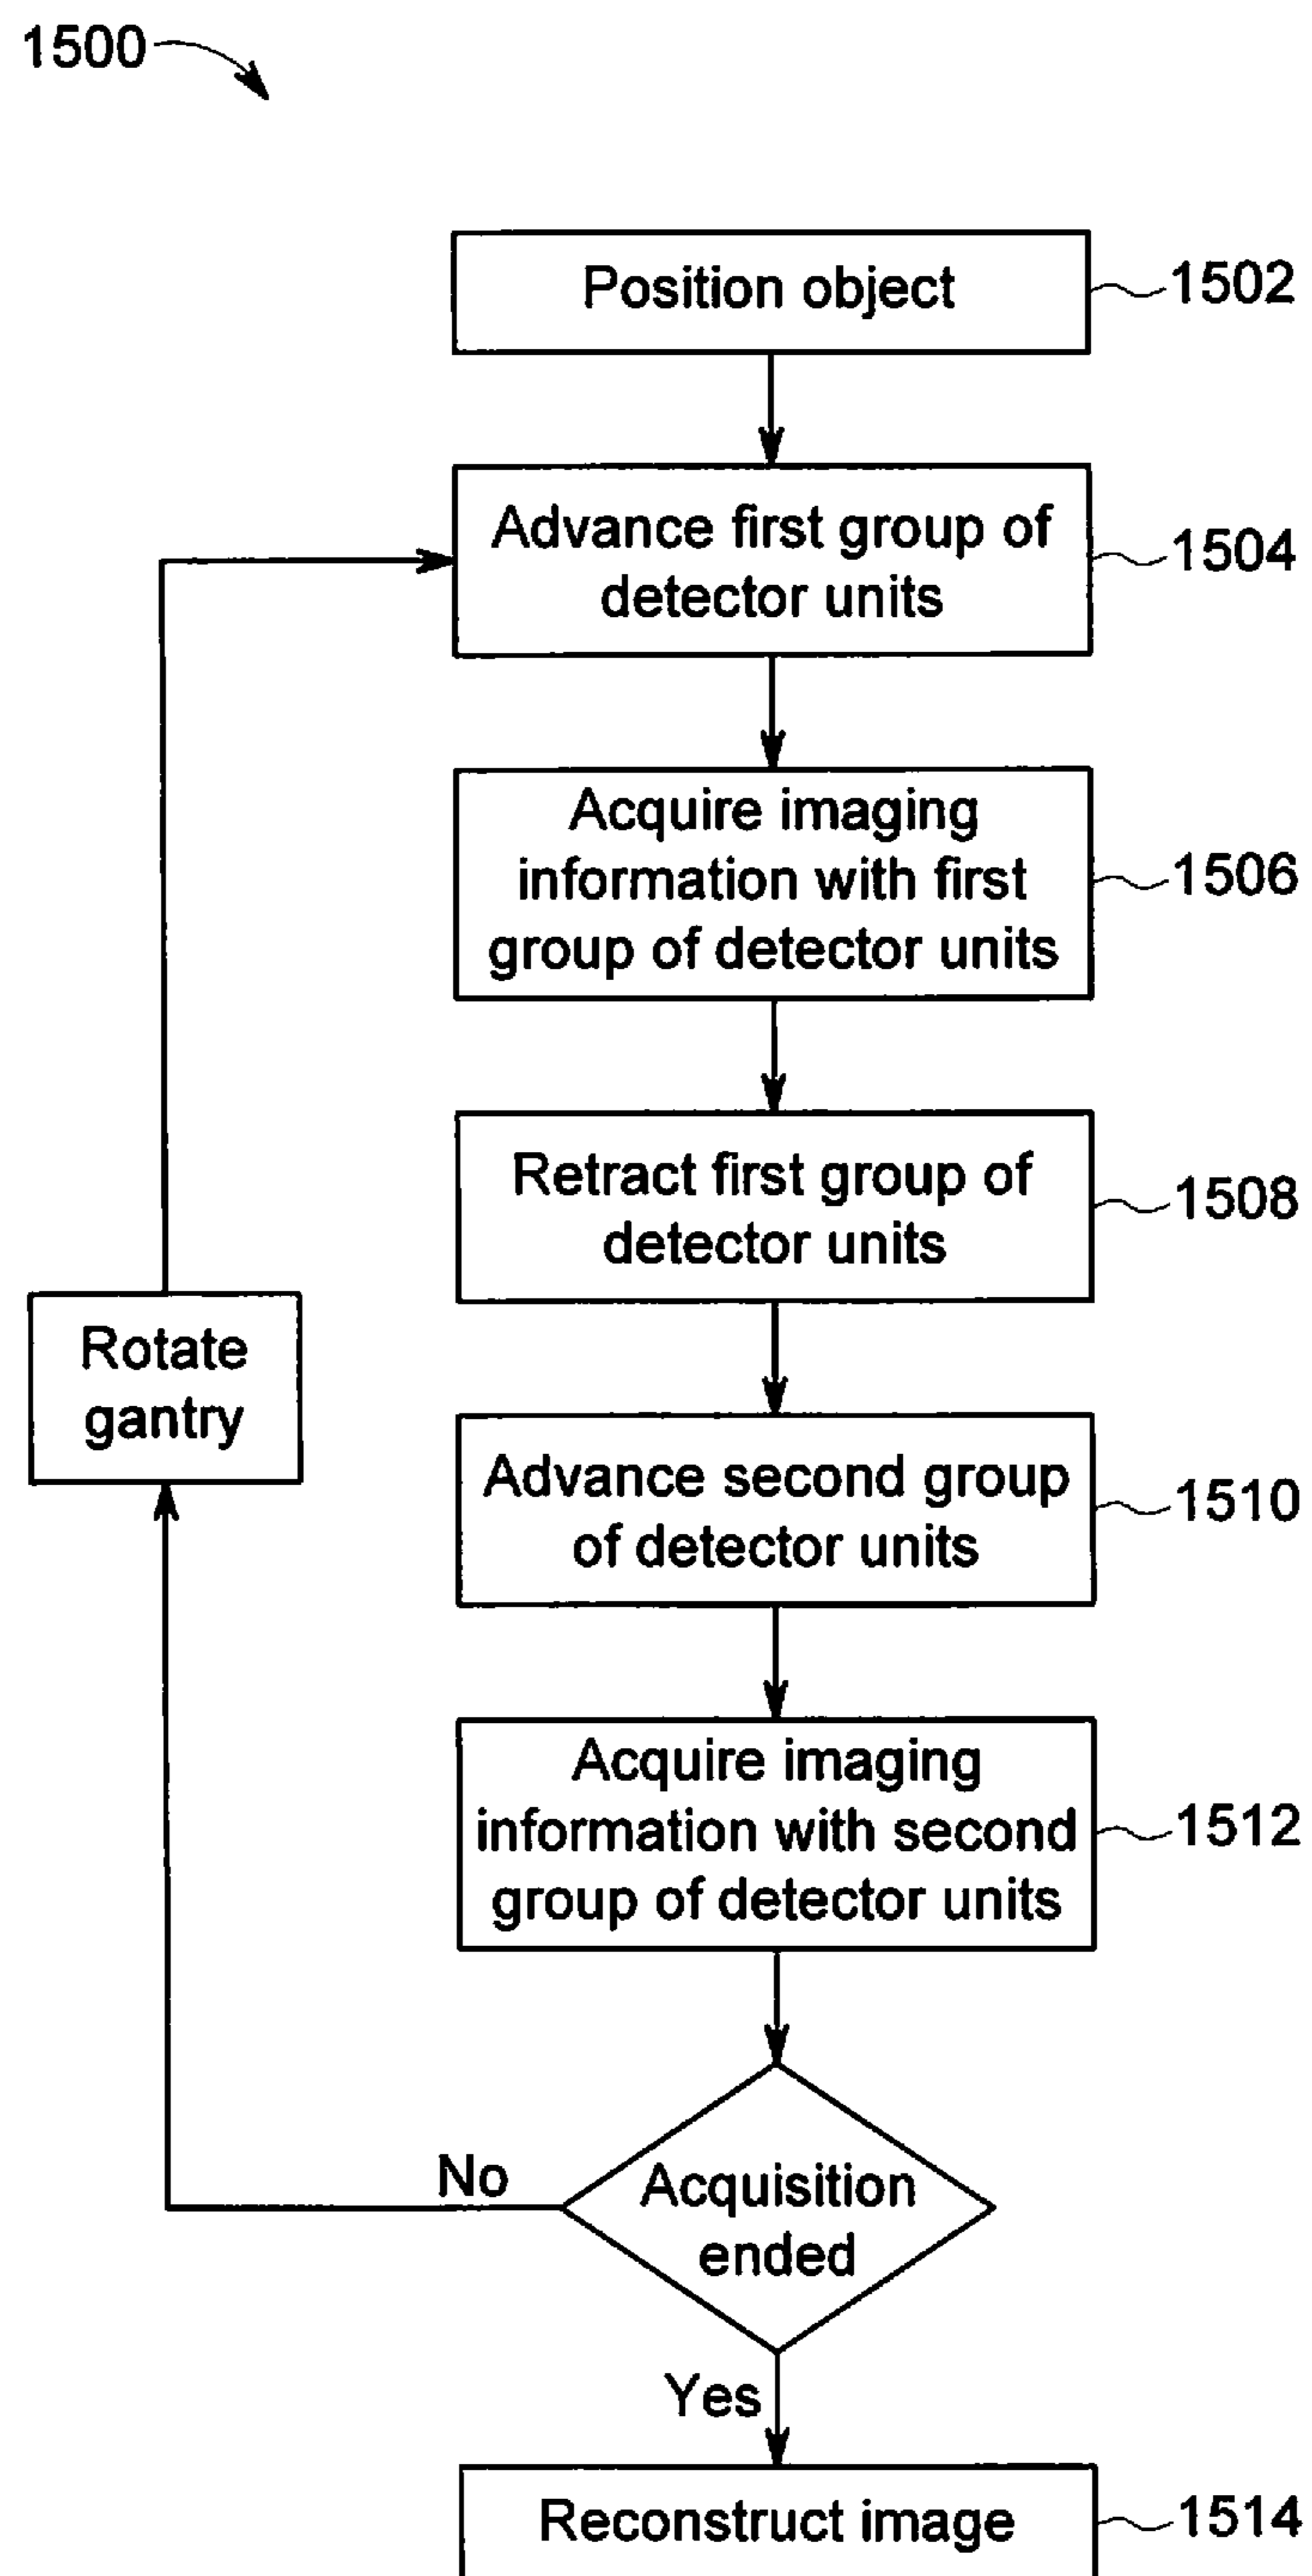 1500
Position object
1502
Advance first group of
detector units
1504
Acquire imaging
information with first
group of detector units
1506
Retract first group of
detector units
1508
Rotate
gantry
Advance second group
of detector units
1510
Acquire imaging
information with second
group of detector units
1512
No
Acquisition
ended
Yes
Reconstruct image
1514